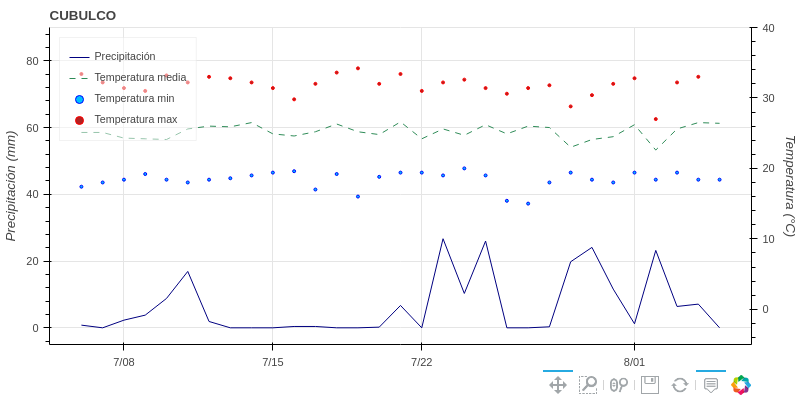 CUBULCO
Precipitación
Temperatura media
Temperatura min
Temperatura max
Precipitación (mm)
80
60
40
20
0
Temperatura (°C)
40
30
20
10
0
7/08
7/15
7/22
8/01